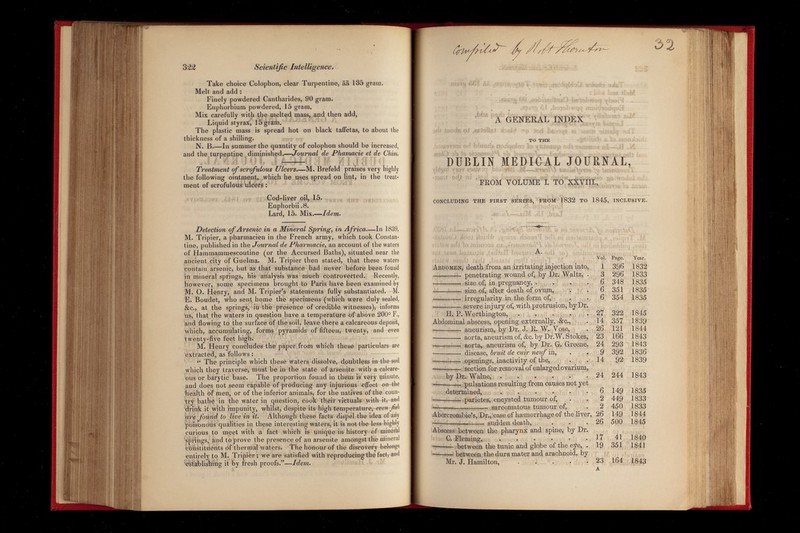 322 Scientific Intelligence.
Take choice Colophon, clear Turpentine, āā 135 gram.
Melt and add:
Finely powdered Cantharides, 90 gram.
Euphorbium powdered, 15 gram.
Mix carefully with the melted mass, and then add,
Liquid styrax, 15 gram.
The plastic mass is spread hot on black taffetas, to about the
thickness of a shilling.
N. B.—In summer the quantity of colophon should be increased,
and the turpentine diminished.—Journal de Phamacie et de Chim.
Treatment of scrofulous Ulcers.—M. Brefeld praises very highly
the following ointment, which he uses spread on lint, in the treat-
ment of scrofulous ulcers:
Cod-liver oil, 15.
Euphorbii .8.
Lard, 15. Mix.—Idem.
Detection of Arsenic in a Mineral Spring, in Africa.—In 1839,
M. Tripier, a pharmacien in the French army, which took Constan-
tine, published in the Journal de Pharmacie, an account of the waters
of Hammammescoutine (or the Accursed Baths), situated near the
ancient city of Guelma. M. Tripier then stated, that these waters
contain arsenic, but as that substance had never before been found
in mineral springs, his analysis was much controverted. Recently,
however, some specimens brought to Paris have been examined by
M. O. Henry, and M. Tripier's statements fully substantiated. M.
E. Boudet, who sent home the specimens (which were duly sealed,
&c., at the springs, in the presence of credible witnesses), informs
us, that the waters in question have a temperature of above 200° F.,
and flowing to the surface of the soil, leave there a calcareous deposit,
which, accumulating, forms pyramids of fifteen, twenty, and even
twenty-five feet high.
M. Henry concludes the paper from which these particulars are
extracted, as follows:
" The principle which these waters dissolve, doubtless in the soil
which they traverse, must be in the state of arsenite with a calcare-
ous or barytic base. The proportion found in them is very minute,
and does not seem capable of producing any injurious effect on the
health of men, or of the inferior animals, for the natives of the coun-
try bathe in the water in question, cook their victuals with it, and
drink it with impunity, whilst, despite its high temperature, even fish
are found to live in it. Although these facts dispel the idea of any
poisonous qualities in these interesting waters, it is not the less highly
curious to meet with a fact which is unique in history of mineral
springs, and to prove the presence of an arsenite amongst the mineral
constituents of thermal waters. The honour of the discovery belongs
entirely to M. Tripier; we are satisfied with reproducing the fact, and
establishing it by fresh proofs."—Idem.
Compiled by Thornton
32
A GENERAL INDEX
TO THE
DUBLIN MEDICAL JOURNAL,
FROM VOLUME I. TO XXVIII.,
CONCLUDING THE FIRST SERIES, FROM 1832 TO 1845, INCLUSIVE.
A.
Vol. Page. Year.
ABDOMEN, death from an irritating injection into, 1 396 1832
——— penetrating wound of, by Dr. Waltz, . 3 296 1833
——— size of, in pregnancy, . . . . . 6 348 1835
——— size of, after death of ovum, . . . 6 351 1835
——— irregularity in the form of, . . . 6 354 1835
——— severe injury of, with protrusion, by Dr.
H. P. Worthington, . . . . . 27 322 1845
Abdominal abscess, opening externally, &c., . . 14 357 1839
——— aneurism, by Dr. J. R. W. Vose, . . 26 121 1844
——— aorta, aneurism of, &c. by Dr. W. Stokes, 23 166 1843
——— aorta, aneurism of, by Dr. G. Greene, 24 293 1843
——— disease, bruit de cuir neuf in, . . 9 392 1836
——— openings, inactivity of the, . . . 14 92 1839
——— section for removal of enlarged ovarium,
by Dr. Walne, . . . . . . 24 244 1843
——— pulsations resulting from causes not yet
determined, . . . . . . 6 149 1835
——— parietes, encysted tumour of, . . 2 449 1833
——— sarcomatous tumour of, . . 2 450 1833
Abercrombie's, Dr., case of hæmorrhage of the liver, 26 149 1844
——— sudden death, . . . . 26 500 1845
Abscess between the pharynx and spine, by Dr.
C. Fleming, . . . . . . 17 41 1840
——— between the tunic and globe of the eye, . 19 351 1841
——— between the dura mater and arachnoid, by
Mr. J. Hamilton, . . . . . 23 164 1843
A